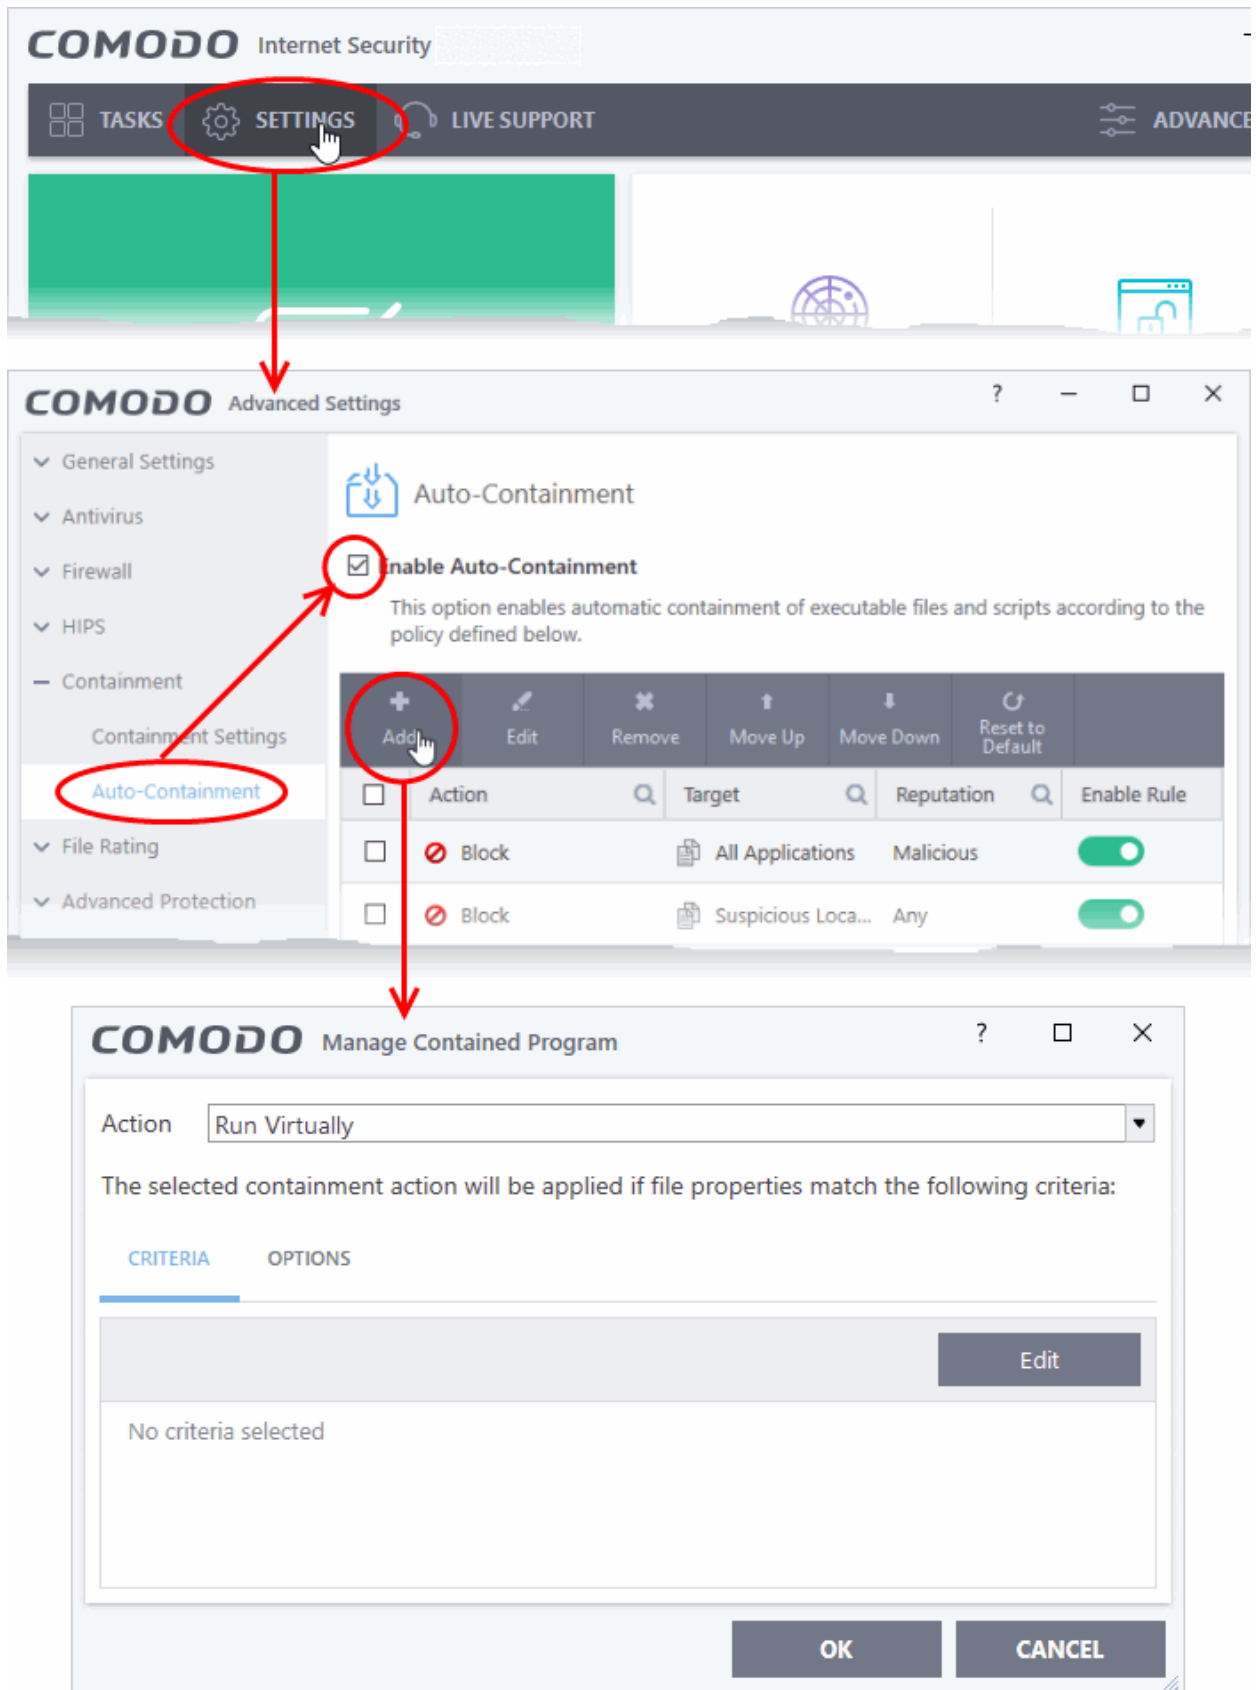 COMODO Internet Security
TASKS SETTINGS LIVE SUPPORT ADVANCE
COMODO Advanced Settings ?
General Settings
Antivirus
Firewall
HIPS
Containment
Containment Settings
Auto-Containment
File Rating
Advanced Protection
Auto-Containment
Enable Auto-Containment
This option enables automatic containment of executable files and scripts according to the
policy defined below.
Add Edit Remove Move Up Move Down Reset to
Default
Action Target Reputation Enable Rule
Block All Applications Malicious
Block Suspicious Loca... Any
COMODO Manage Contained Program ?
Action Run Virtually
The selected containment action will be applied if file properties match the following criteria:
CRITERIA OPTIONS
Edit
No criteria selected
OK CANCEL